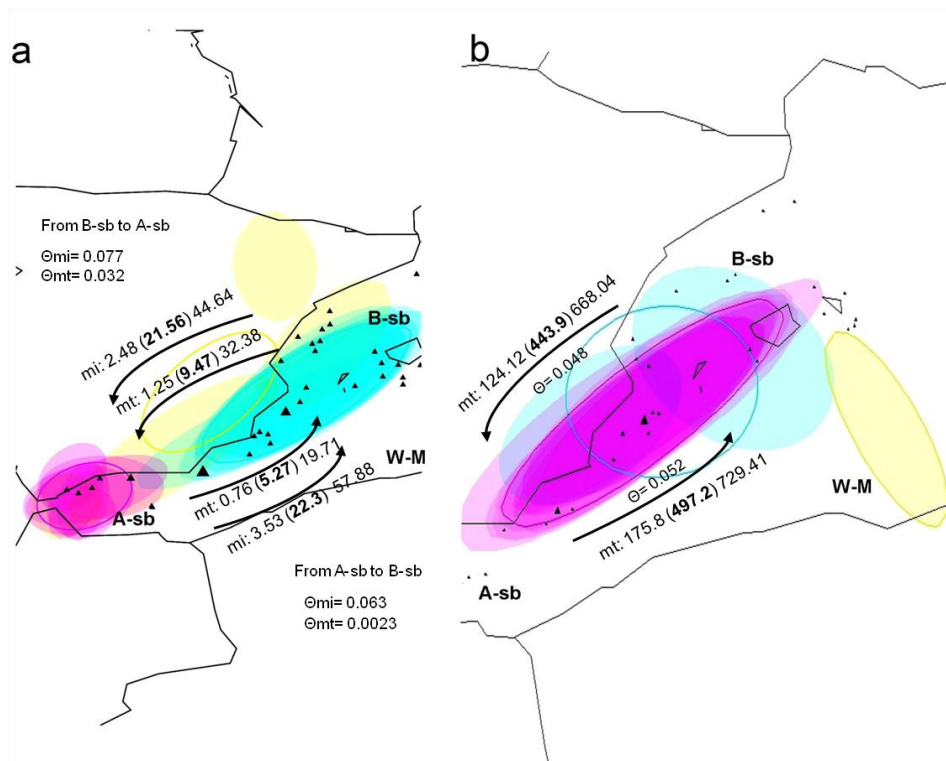 a
From B-sb to A-sb
Θmi= 0.077
Θmt= 0.032
mi: 2.48 (21.56) 44.64
mt: 1.25 (9.47) 32.38
B-sb
W-M
mt: 0.76 (5.27) 19.71
mi: 3.53 (22.3) 57.88
A-sb
From A-sb to B-sb
Θmi= 0.063
Θmt= 0.0023
b
B-sb
mt: 124.12 (443.9) 668.04
Θ= 0.048
W-M
Θ= 0.052
mt: 175.8 (497.2) 729.41
A-sb